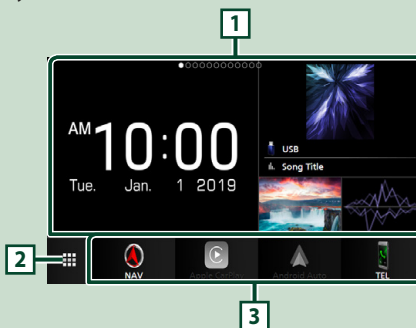 1
AM 10:00
Tue. Jan. 1 2019
USB
Song Title
2
NAV
Apple CarPlay
Android Auto
TEL
3